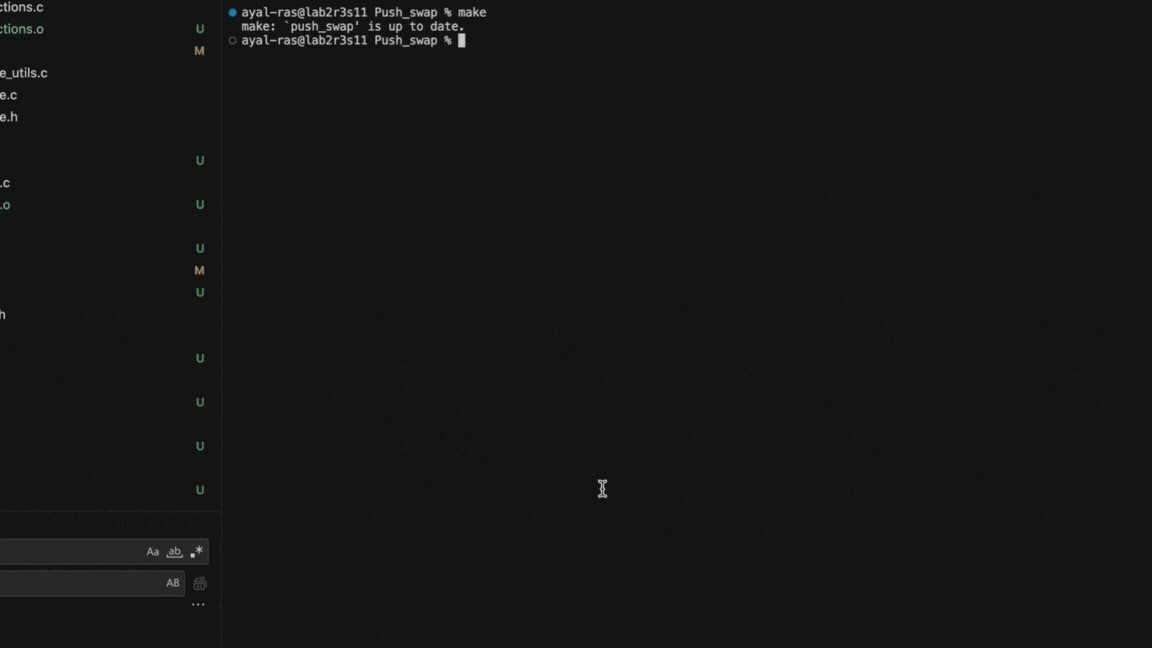 ctions.c
ayal-ras@lab2r3s11 Push_swap % make
ctions.o U
make: `push_swap' is up to date.
ayal-ras@lab2r3s11 Push_swap %
M
e_utils.c
e.c
e.h
U
.c
.o U
U
M
U
h
U
U
U
U
Aa ab .*
AB
...